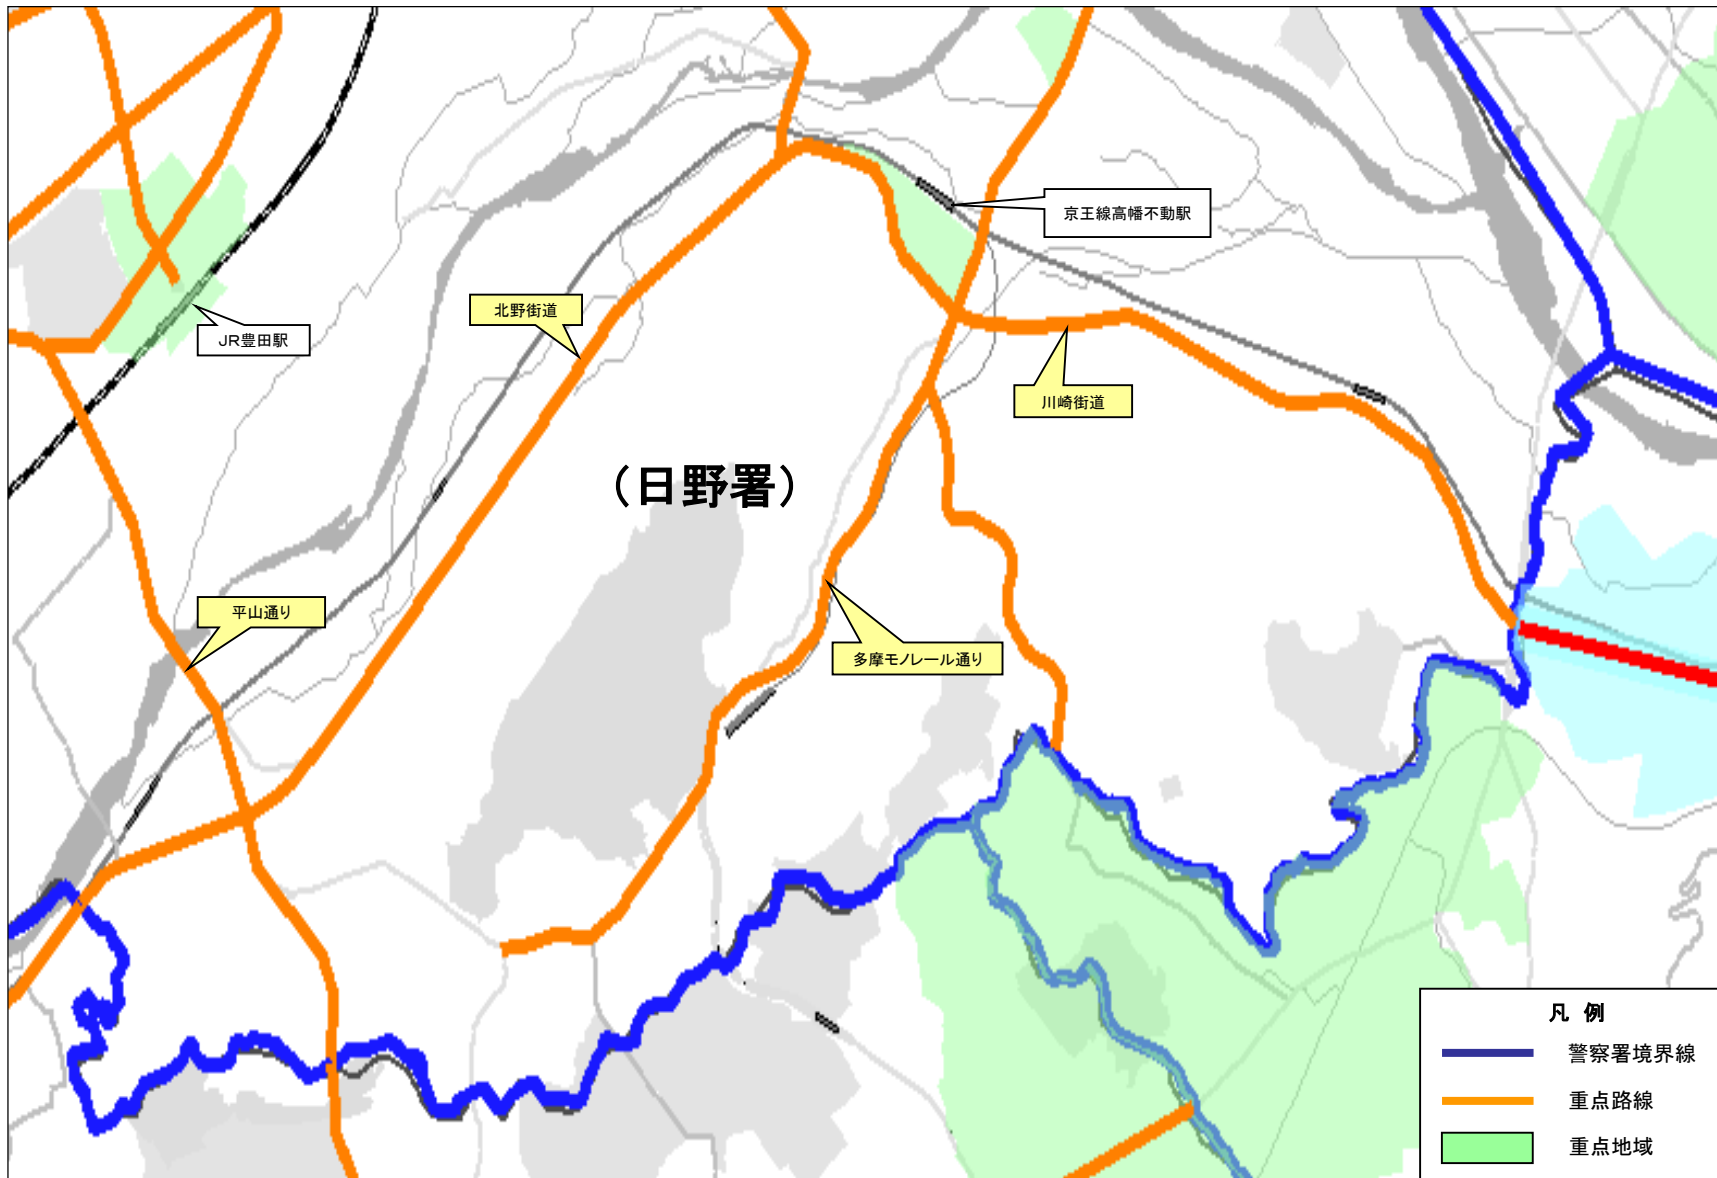 京王線高幡不動駅
北野街道
JR豊田駅
川崎街道
（日野署）
平山通り
多摩モノレール通り
凡 例
警察署境界線
重点路線
重点地域